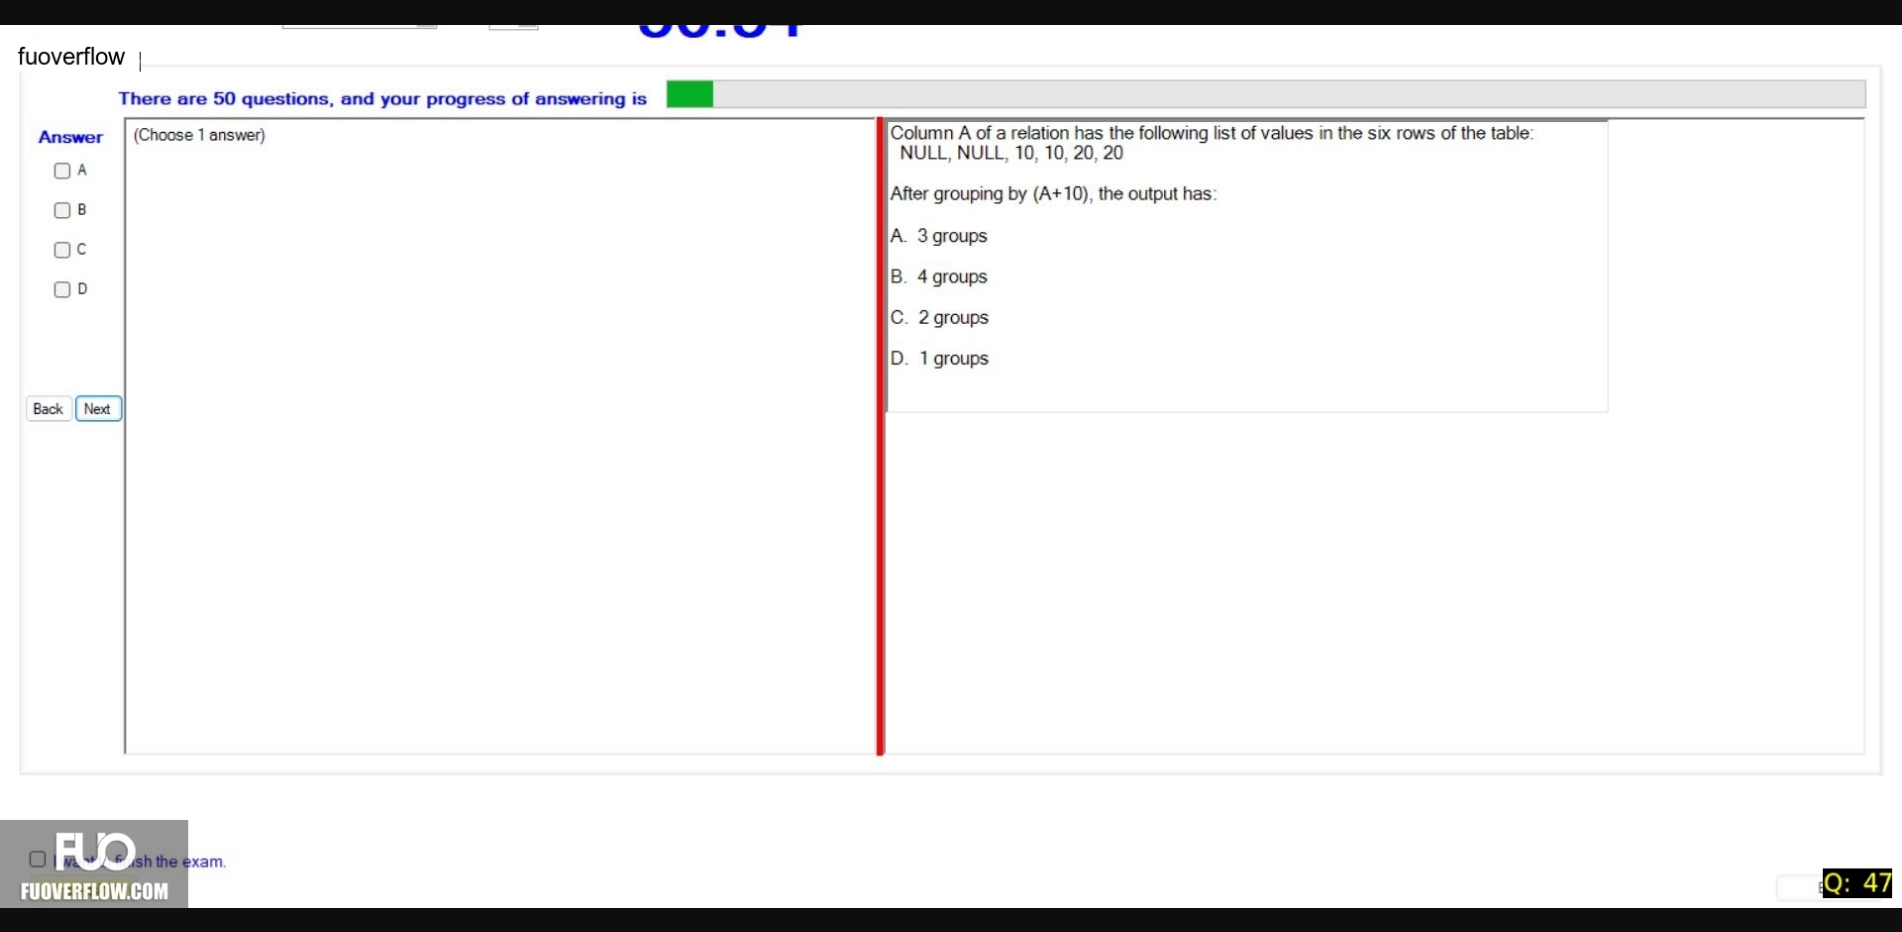 fuoverflow
There are 50 questions, and your progress of answering is
Answer
(Choose 1 answer)
A
B
C
D
Back Next
Column A of a relation has the following list of values in the six rows of the table:
NULL, NULL, 10, 10, 20, 20
After grouping by (A+10), the output has:
A. 3 groups
B. 4 groups
C. 2 groups
D. 1 groups
FUO
the exam.
FUOVERFLOW.COM
Q: 47